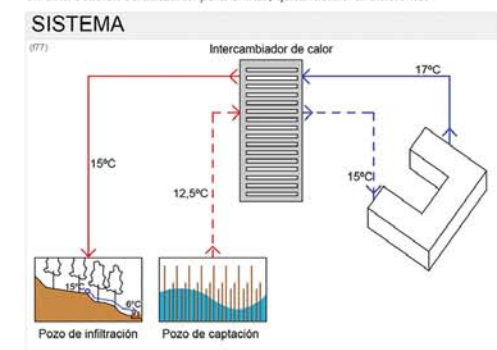 SISTEMA
(f77)
Intercambiador de calor
17ºC
15ºC
15ºC
12,5ºC
15ºC
6ºC
Pozo de infiltración
Pozo de captación